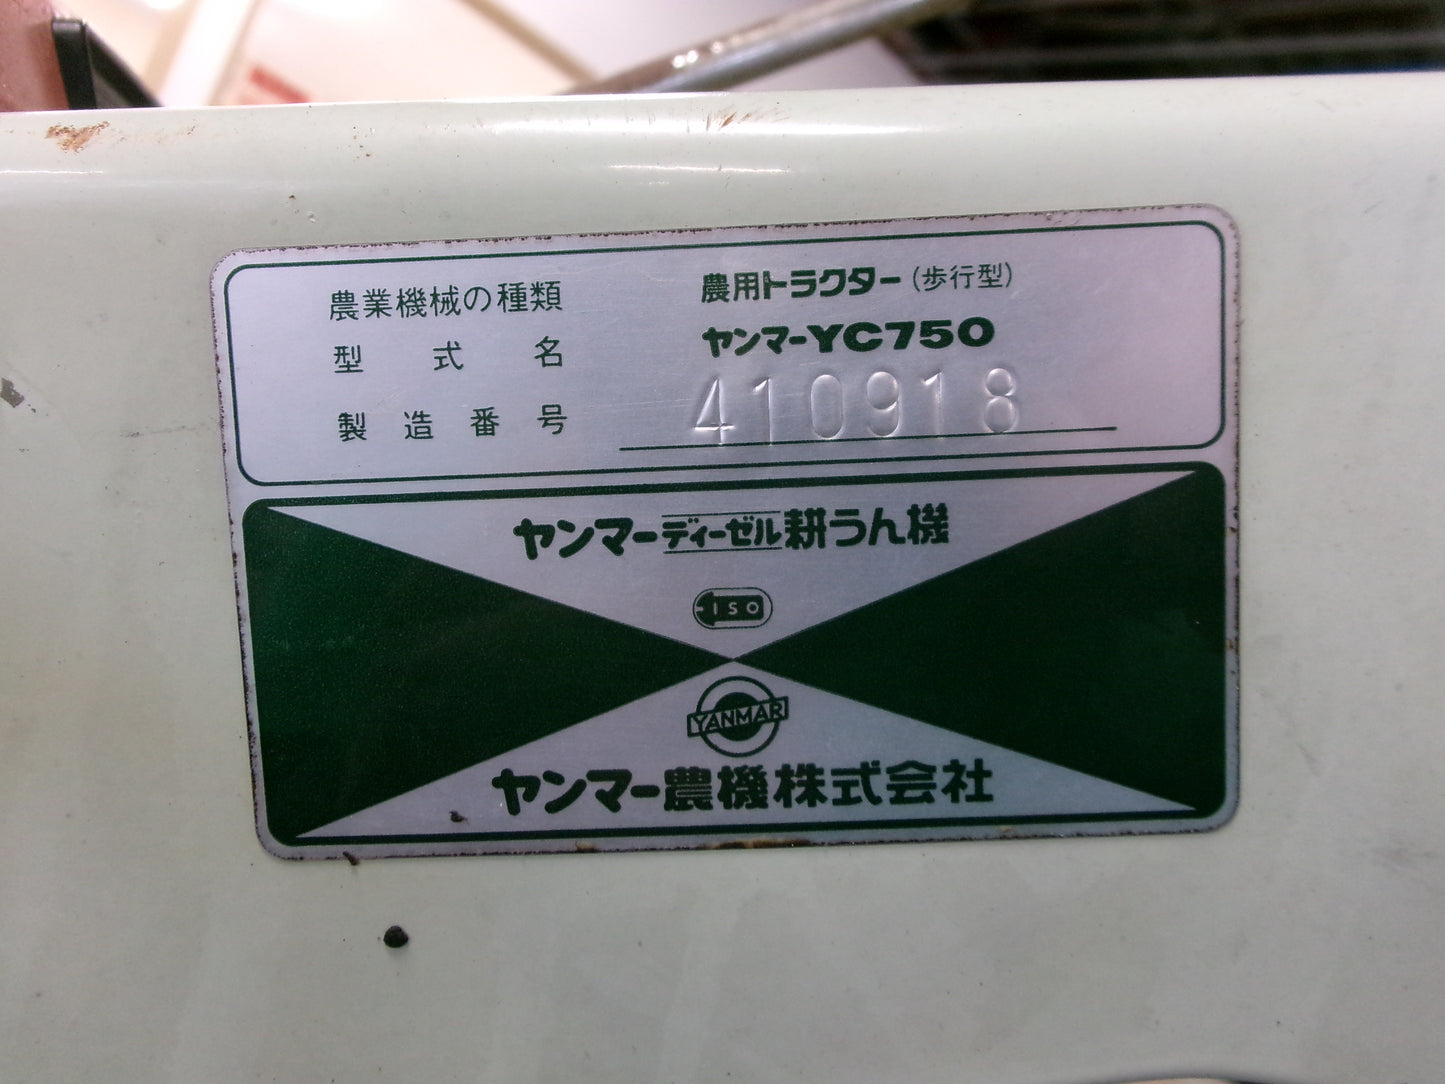 農業機械の種類 農用トラクター(歩行型)
型式名 ヤンマーYC750
製造番号 410918
ヤンマーディーゼル耕うん機
ISO
YANMAR
ヤンマー農機株式会社